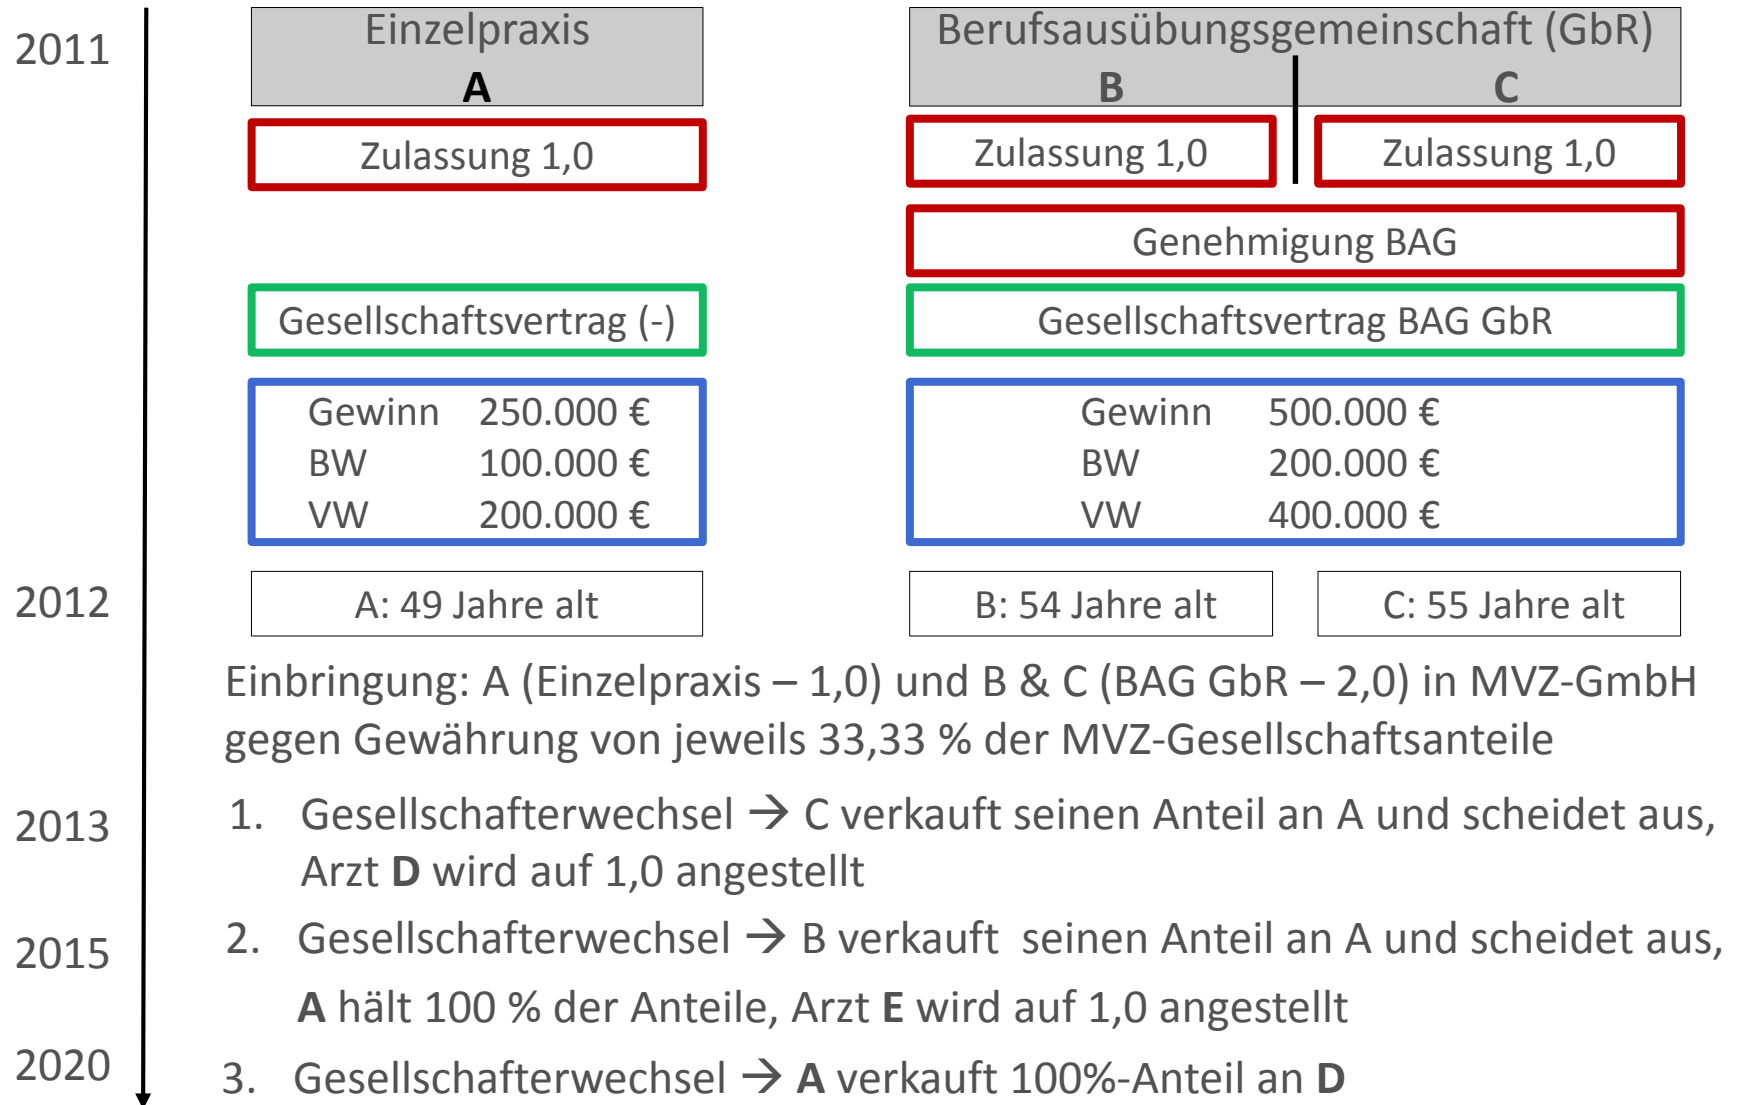 2011
Einzelpraxis
A
Berufsausübungsgemeinschaft (GbR)
B
C
Zulassung 1,0
Zulassung 1,0
Zulassung 1,0
Genehmigung BAG
Gesellschaftsvertrag (-)
Gesellschaftsvertrag BAG GbR
Gewinn 250.000 €
BW 100.000 €
VW 200.000 €
Gewinn 500.000 €
BW 200.000 €
VW 400.000 €
2012
A: 49 Jahre alt
B: 54 Jahre alt
C: 55 Jahre alt
Einbringung: A (Einzelpraxis – 1,0) und B & C (BAG GbR – 2,0) in MVZ-GmbH
gegen Gewährung von jeweils 33,33 % der MVZ-Gesellschaftsanteile
2013
1. Gesellschafterwechsel → C verkauft seinen Anteil an A und scheidet aus,
Arzt D wird auf 1,0 angestellt
2015
2. Gesellschafterwechsel → B verkauft seinen Anteil an A und scheidet aus,
A hält 100 % der Anteile, Arzt E wird auf 1,0 angestellt
2020
3. Gesellschafterwechsel → A verkauft 100%-Anteil an D